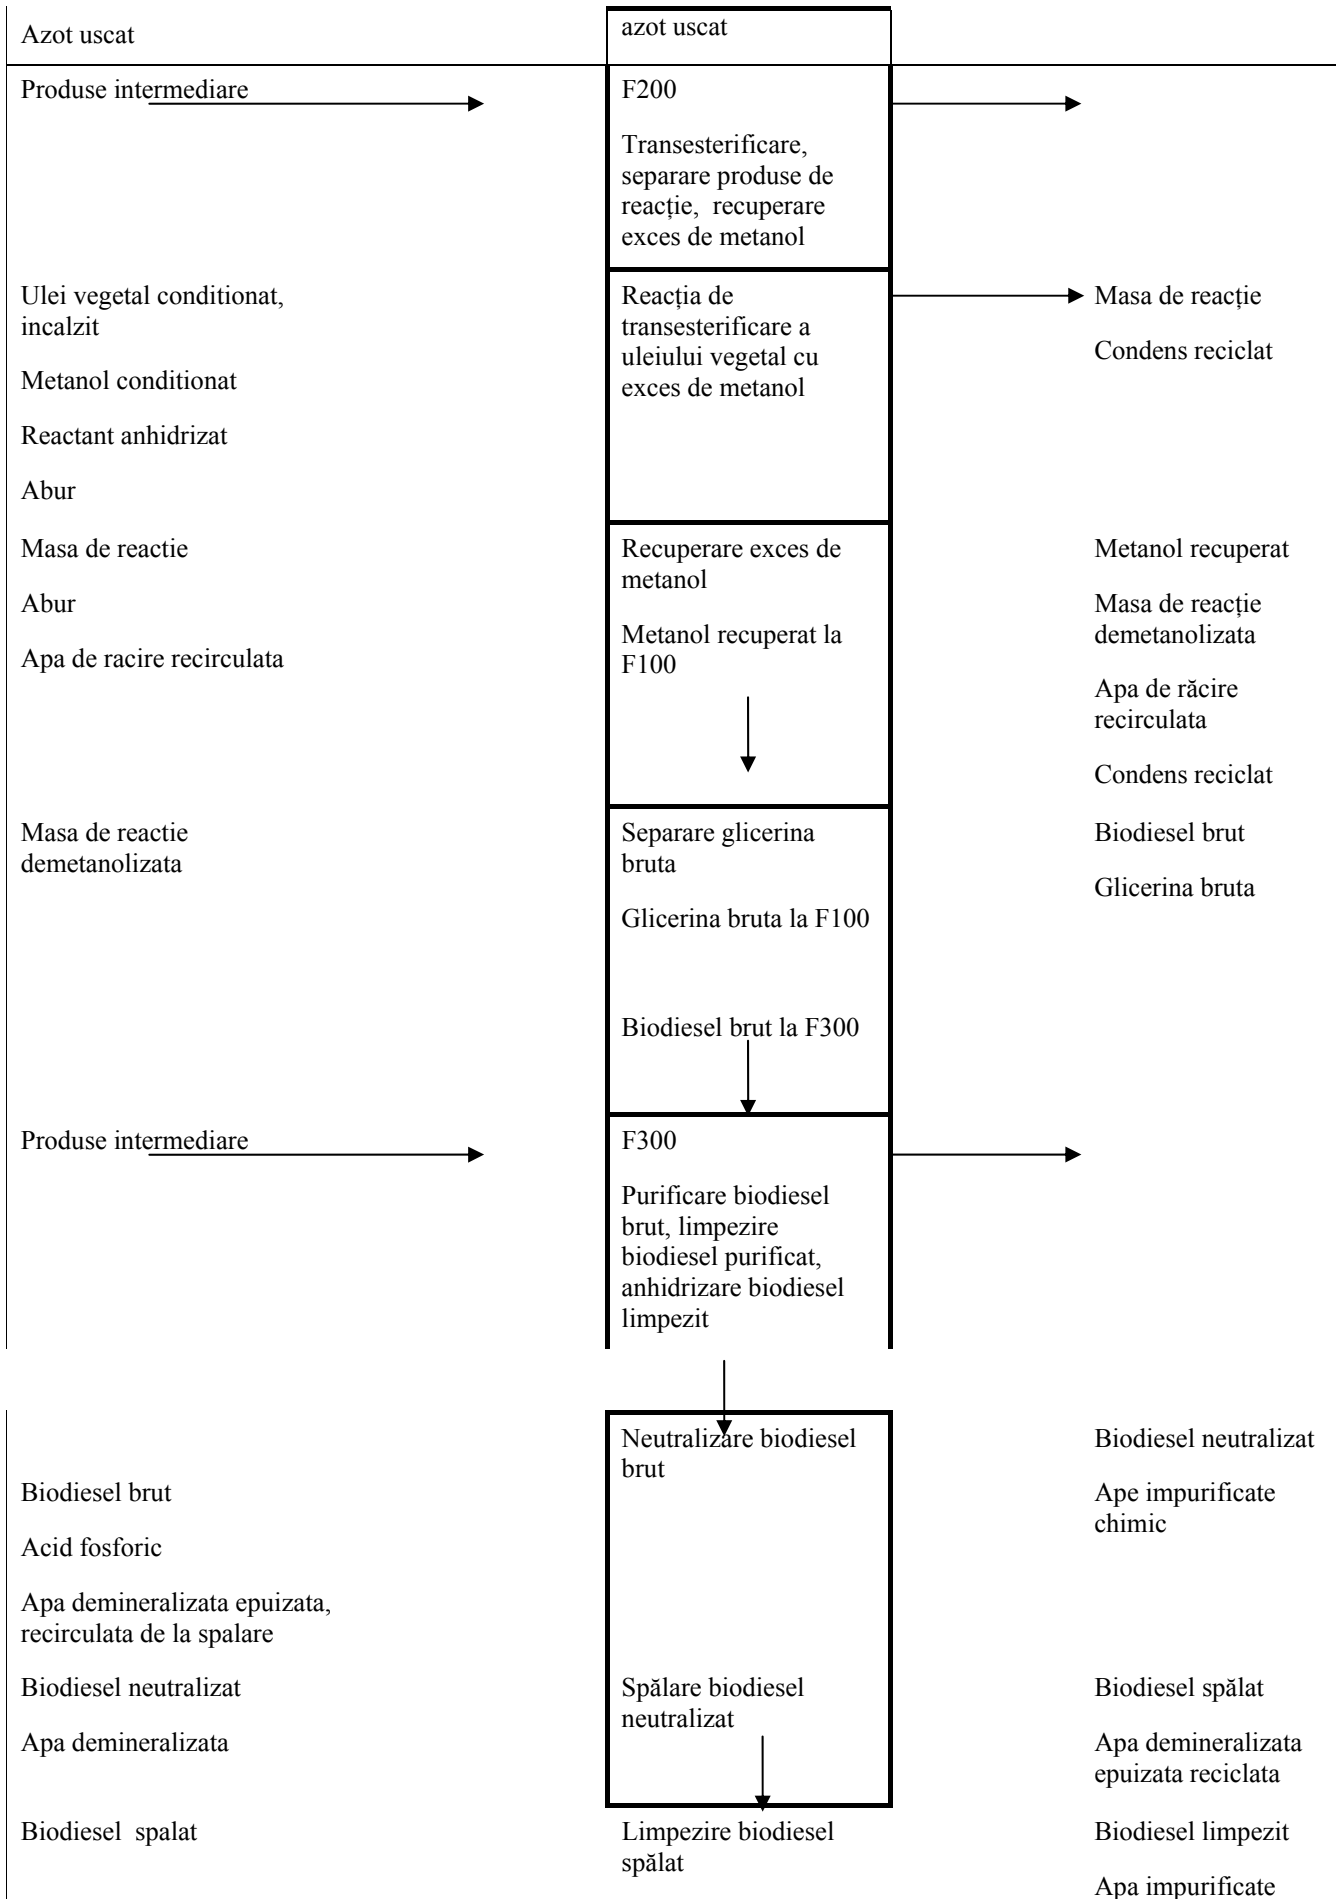 Azot uscat
azot uscat
Produse intermediare
F200
Transesterificare,
separare produse de
reacție, recuperare
exces de metanol
Ulei vegetal conditionat,
incalzit
Metanol conditionat
Reactant anhidrizat
Abur
Reacția de
transesterificare a
uleiului vegetal cu
exces de metanol
Masa de reacție
Condens reciclat
Masa de reactie
Abur
Apa de racire recirculata
Recuperare exces de
metanol
Metanol recuperat la
F100
Metanol recuperat
Masa de reacție
demetanolizata
Apa de răcire
recirculata
Condens reciclat
Masa de reactie
demetanolizata
Separare glicerina
bruta
Glicerina bruta la F100
Biodiesel brut la F300
Biodiesel brut
Glicerina bruta
Produse intermediare
F300
Purificare biodiesel
brut, limpezire
biodiesel purificat,
anhidrizare biodiesel
limpezit
Biodiesel brut
Acid fosforic
Apa demineralizata epuizata,
recirculata de la spalare
Neutralizare biodiesel
brut
Biodiesel neutralizat
Ape impurificate
chimic
Biodiesel neutralizat
Apa demineralizata
Spălare biodiesel
neutralizat
Biodiesel spălat
Apa demineralizata
epuizata reciclata
Biodiesel  spalat
Limpezire biodiesel
spălat
Biodiesel limpezit
Apa impurificate